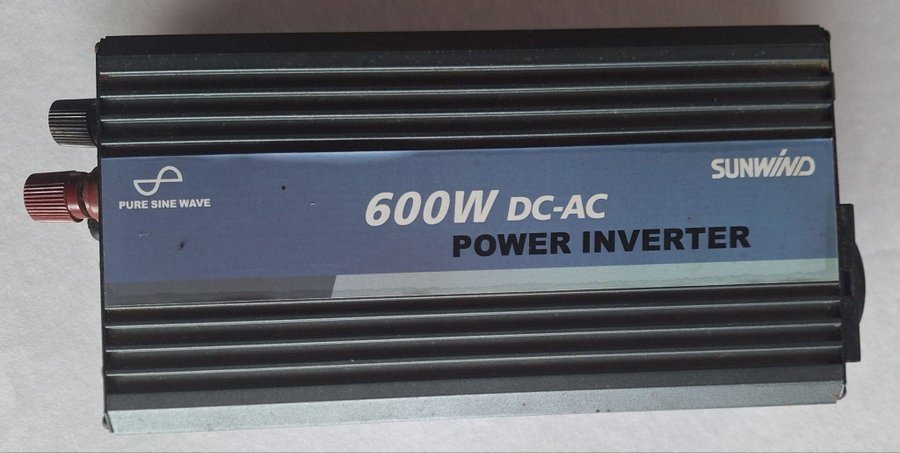 SUNWIND
PURE SINE WAVE
600W DC-AC
POWER INVERTER